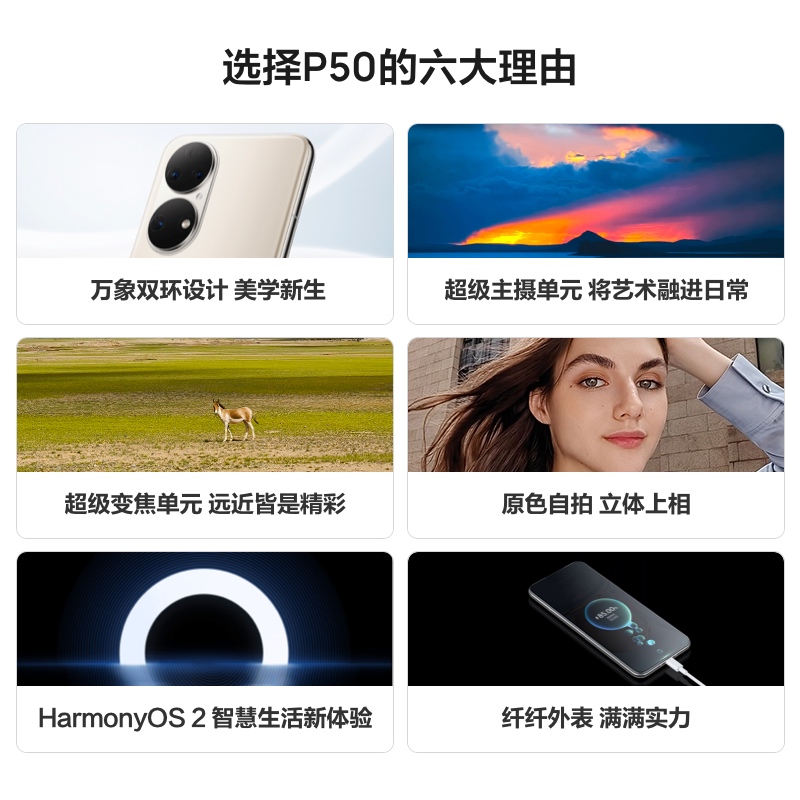 选择P50的六大理由
万象双环设计 美学新生
超级主摄单元 将艺术融进日常
超级变焦单元 远近皆是精彩
原色自拍 立体上相
HarmonyOS 2 智慧生活新体验
纤纤外表 满满实力